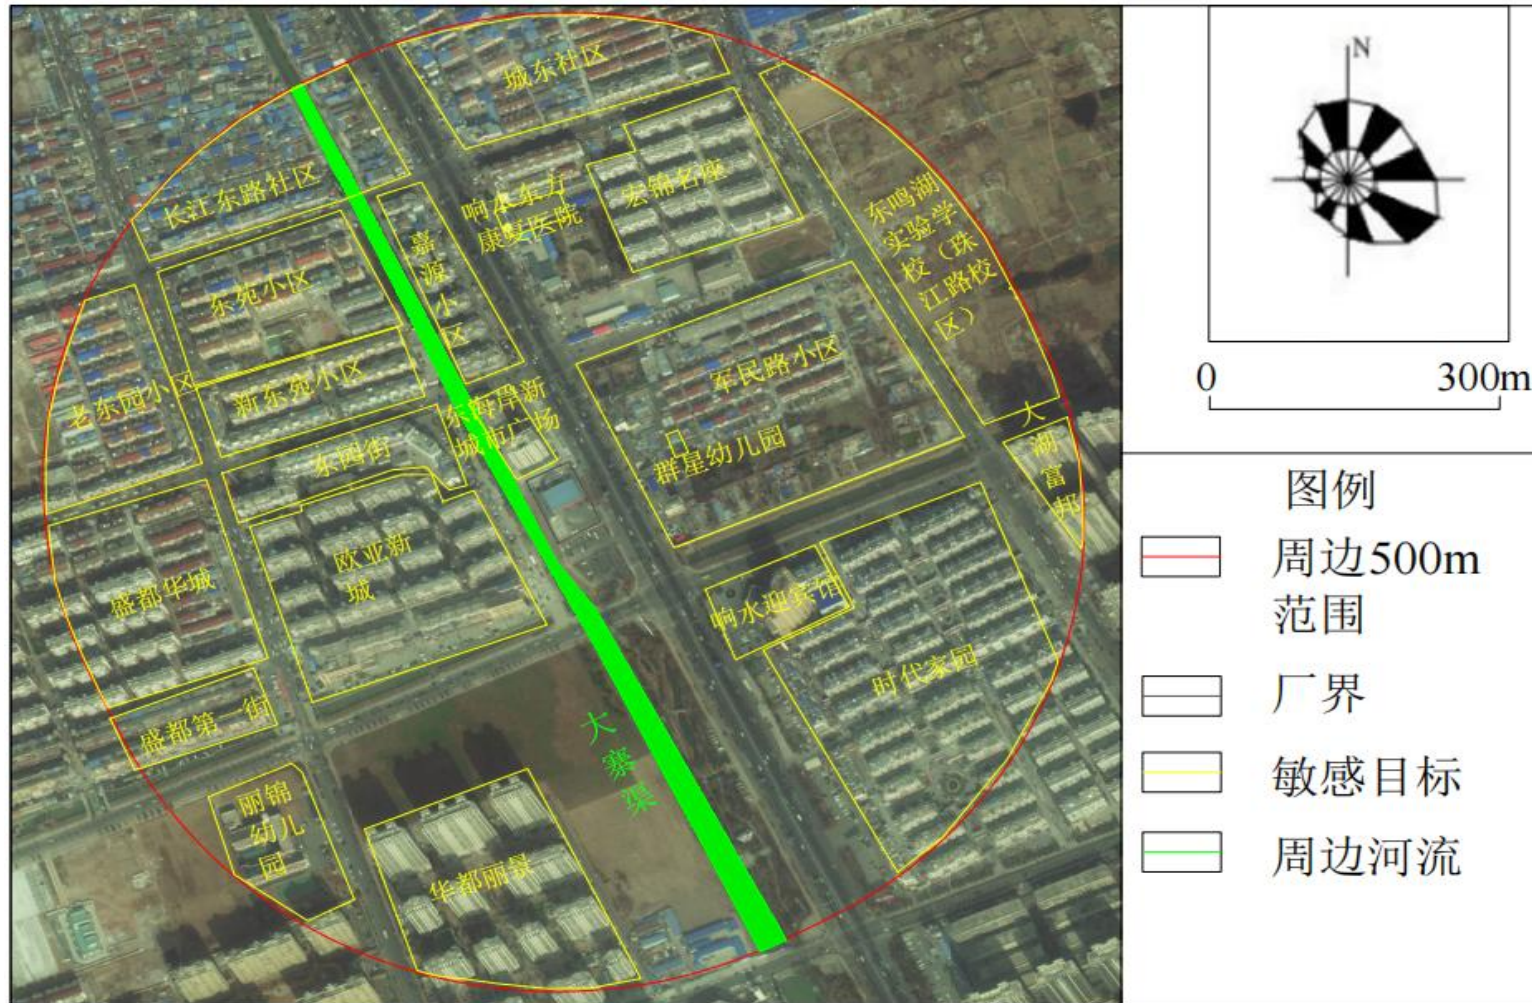 城东社区
长江东路社区
响水东方
康复医院
宏锦名座
东鸣湖
实验学
校（珠
江路校
区）
嘉
源
小
区
东苑小区
老东园小区
新东苑小区
东海岸新
城市广场
军民路小区
群星幼儿园
东园街
大
湖
富
邦
欧亚新
城
盛都华城
响水迎宾馆
时代家园
盛都第一街
大
寨
渠
丽锦
幼儿
园
华都丽景
N
0 300m
图例
周边500m
范围
厂界
敏感目标
周边河流